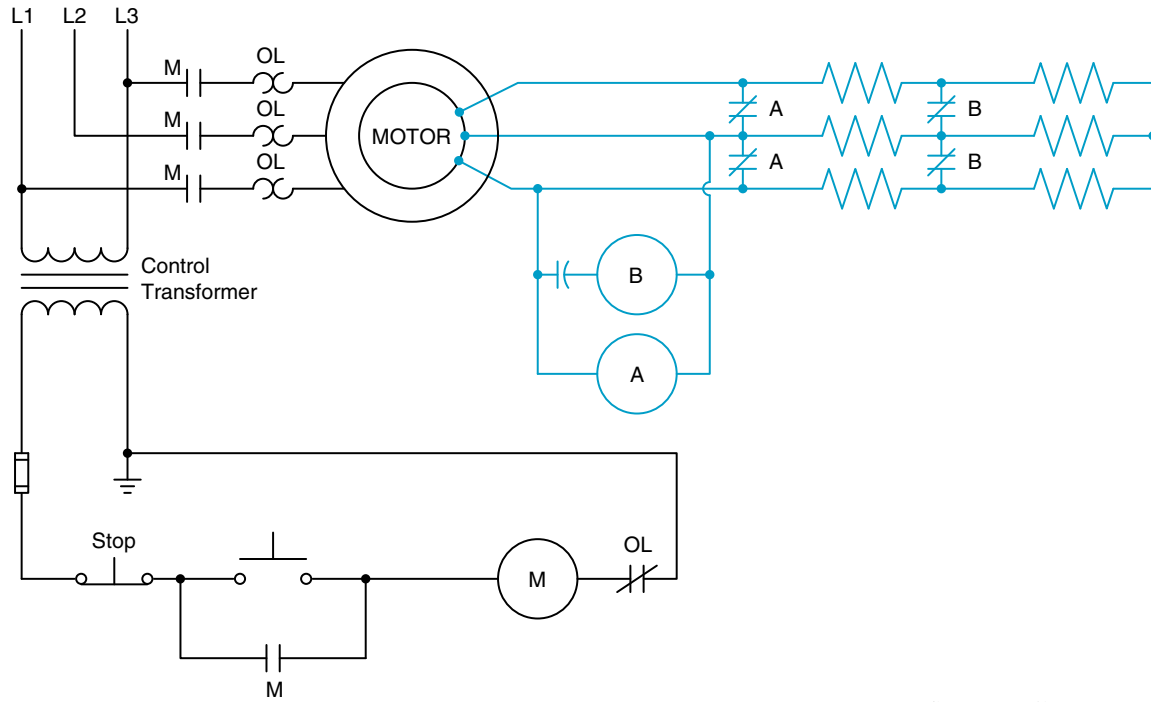 L1 L2 L3
M OL
M OL
M OL
MOTOR
A B
A B
Control
Transformer
B
A
Stop
M OL
M